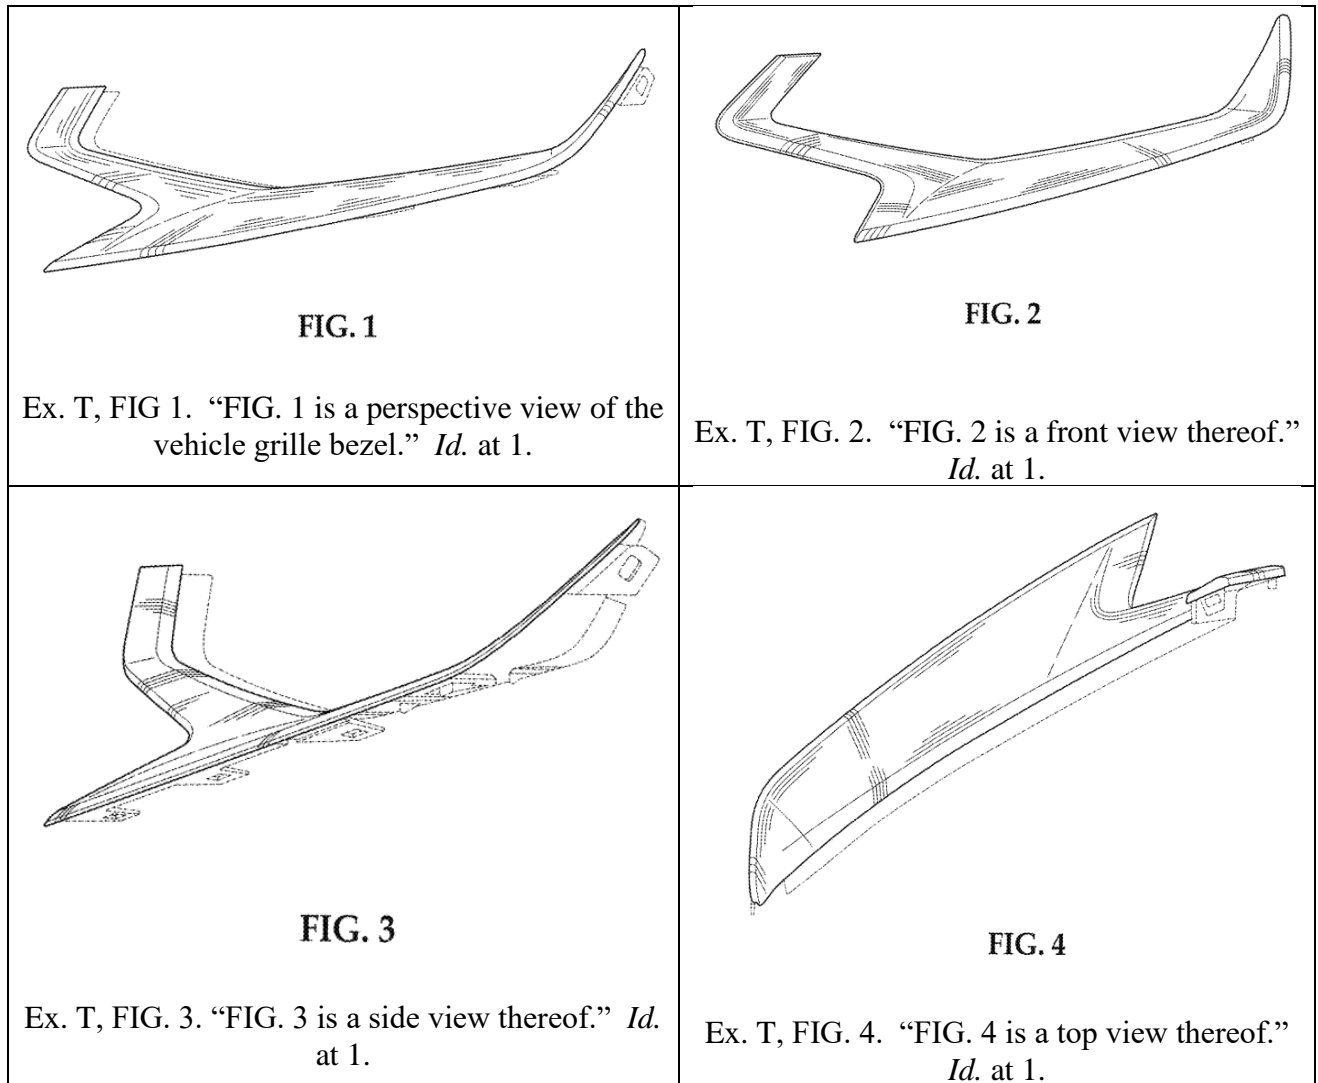 FIG. 1
Ex. T, FIG 1. “FIG. 1 is a perspective view of the
vehicle grille bezel.” Id. at 1.
FIG. 2
Ex. T, FIG. 2. “FIG. 2 is a front view thereof.”
Id. at 1.
FIG. 3
Ex. T, FIG. 3. “FIG. 3 is a side view thereof.” Id.
at 1.
FIG. 4
Ex. T, FIG. 4. “FIG. 4 is a top view thereof.”
Id. at 1.